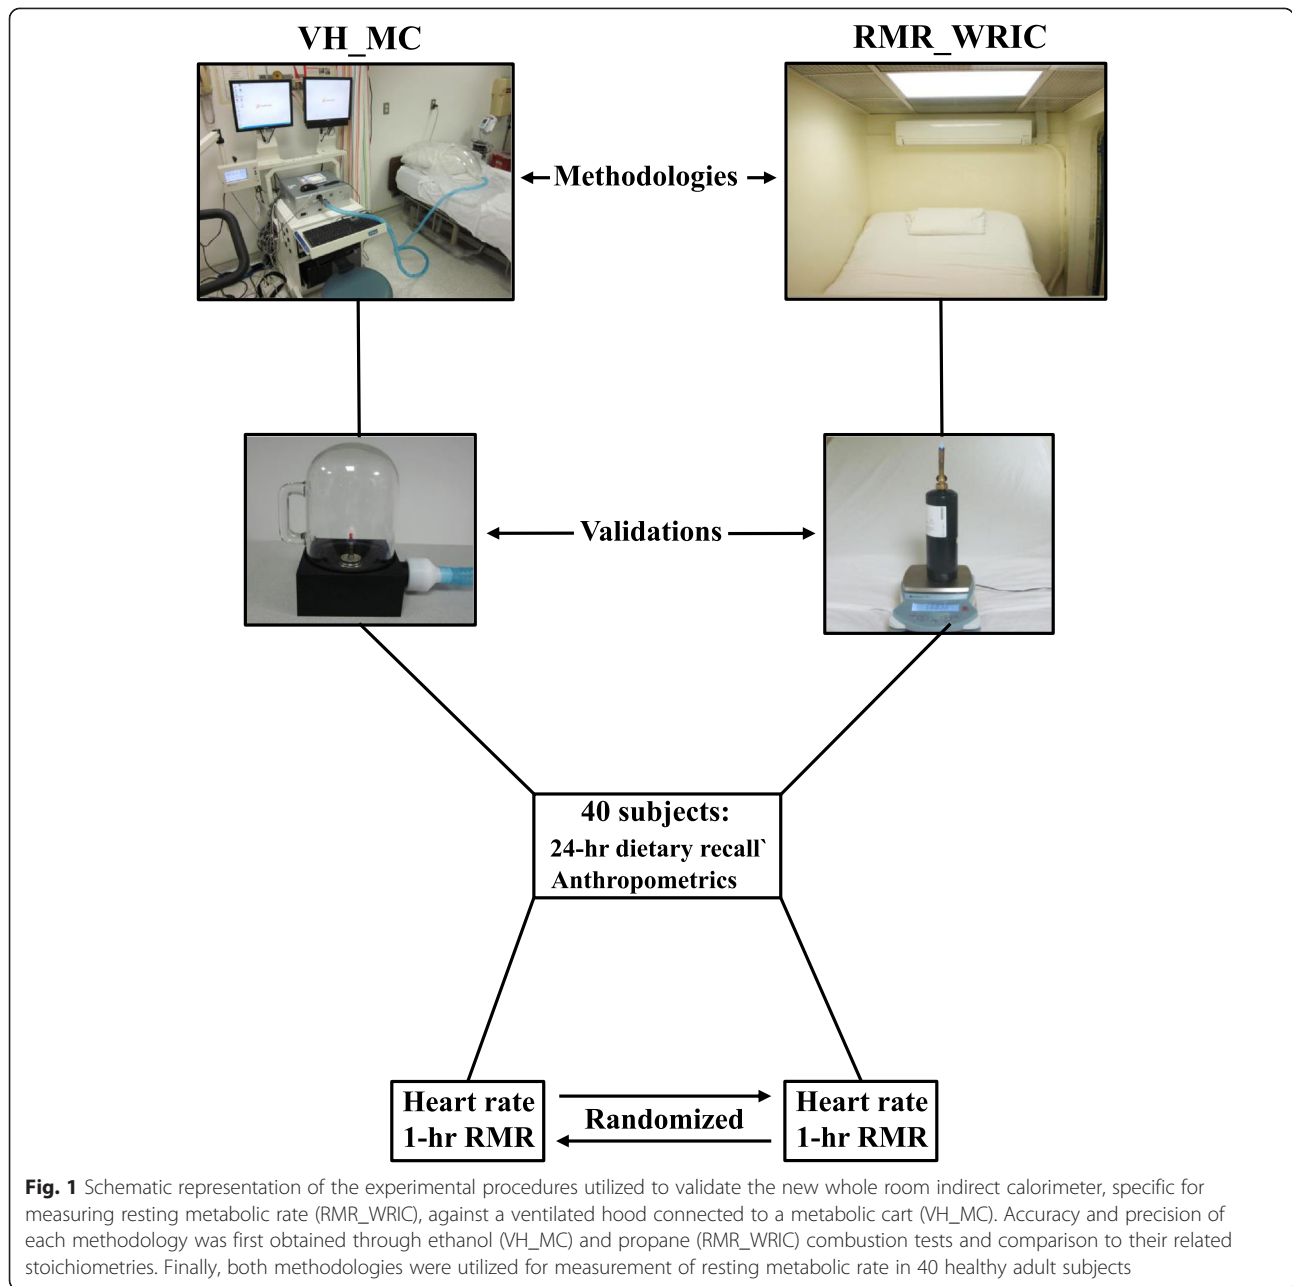 VH_MC
RMR_WRIC
Methodologies
Validations
40 subjects:
24-hr dietary recall`
Anthropometrics
Heart rate
1-hr RMR
Randomized
Heart rate
1-hr RMR
Fig. 1 Schematic representation of the experimental procedures utilized to validate the new whole room indirect calorimeter, specific for
measuring resting metabolic rate (RMR_WRIC), against a ventilated hood connected to a metabolic cart (VH_MC). Accuracy and precision of
each methodology was first obtained through ethanol (VH_MC) and propane (RMR_WRIC) combustion tests and comparison to their related
stoichiometries. Finally, both methodologies were utilized for measurement of resting metabolic rate in 40 healthy adult subjects